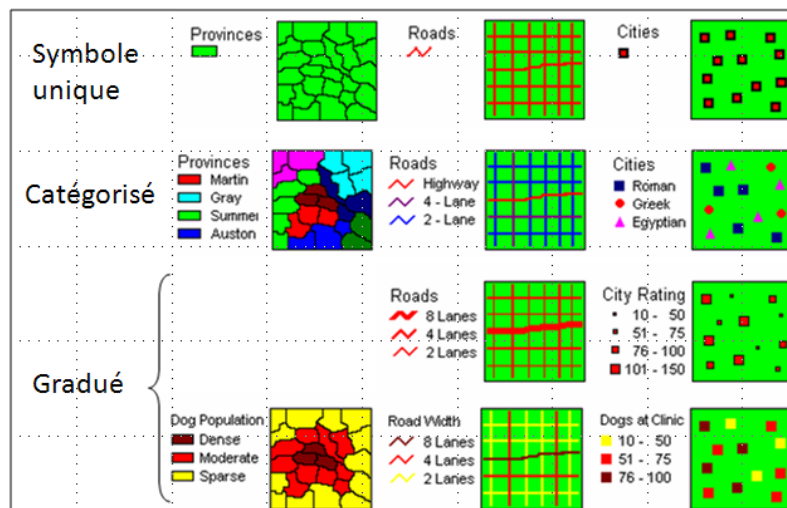 Symbole
unique
Provinces
Roads
Cities
Catégorisé
Provinces
Martin
Gray
Summer
Auston
Roads
Highway
4 - Lane
2 - Lane
Cities
Roman
Greek
Egyptian
Gradué
Roads
8 Lanes
4 Lanes
2 Lanes
City Rating
10 - 50
51 - 75
76 - 100
101 - 150
Dog Population
Dense
Moderate
Sparse
Road Width
8 Lanes
4 Lanes
2 Lanes
Dogs at Clinic
10 - 50
51 - 75
76 - 100